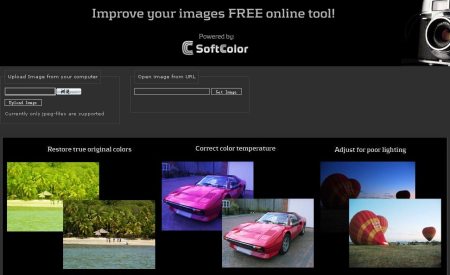 Improve your images FREE online tool!
Powered by
SoftColor
Upload Image from your computer
Open image from URL
Get Image
Upload Image
Currently only jpeg-files are supported
Restore true original colors
Correct color temperature
Adjust for poor lighting